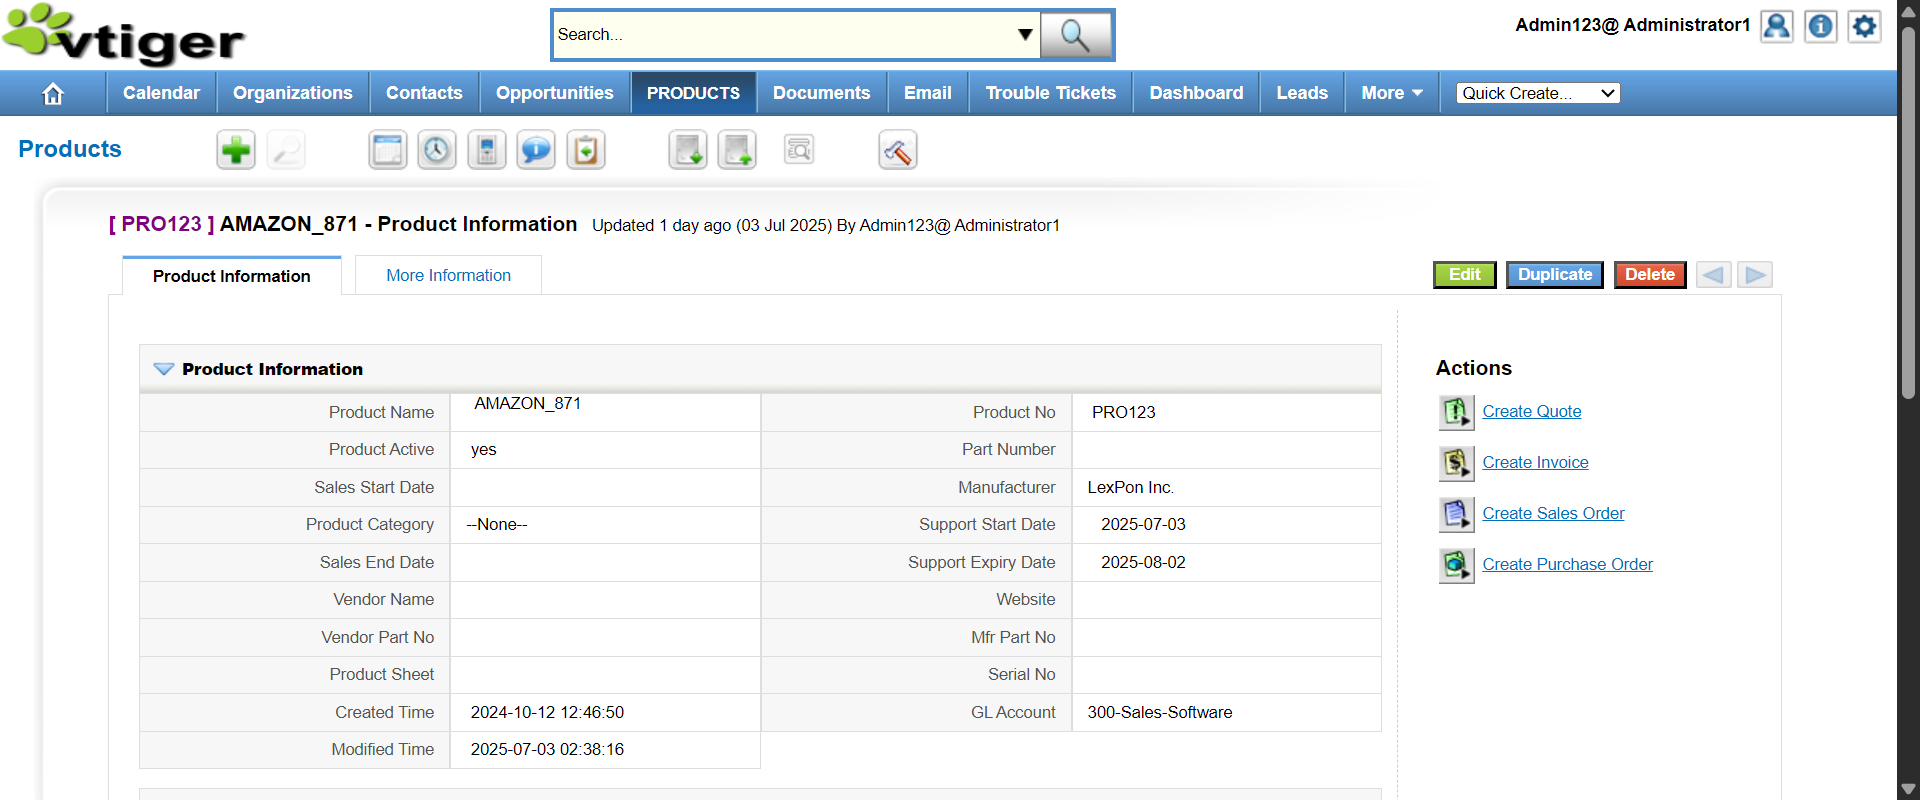 vtiger
Search...
Admin123@ Administrator1
Calendar Organizations Contacts Opportunities PRODUCTS Documents Email Trouble Tickets Dashboard Leads More Quick Create...
Products
[ PRO123 ] AMAZON_871 - Product Information Updated 1 day ago (03 Jul 2025) By Admin123@ Administrator1
Product Information More Information
Edit Duplicate Delete
Product Information
Product Name AMAZON_871 Product No PRO123
Product Active yes Part Number
Sales Start Date Manufacturer LexPon Inc.
Product Category --None-- Support Start Date 2025-07-03
Sales End Date Support Expiry Date 2025-08-02
Vendor Name Website
Vendor Part No Mfr Part No
Product Sheet Serial No
Created Time 2024-10-12 12:46:50 GL Account 300-Sales-Software
Modified Time 2025-07-03 02:38:16
Actions
Create Quote
Create Invoice
Create Sales Order
Create Purchase Order